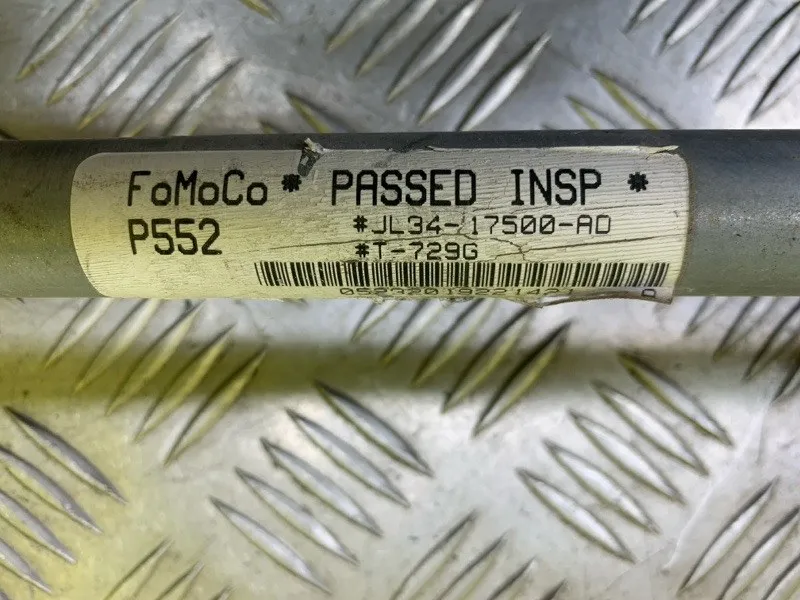 FoMoCo * PASSED INSP *
P552 #JL34-17500-AD
#T-729G